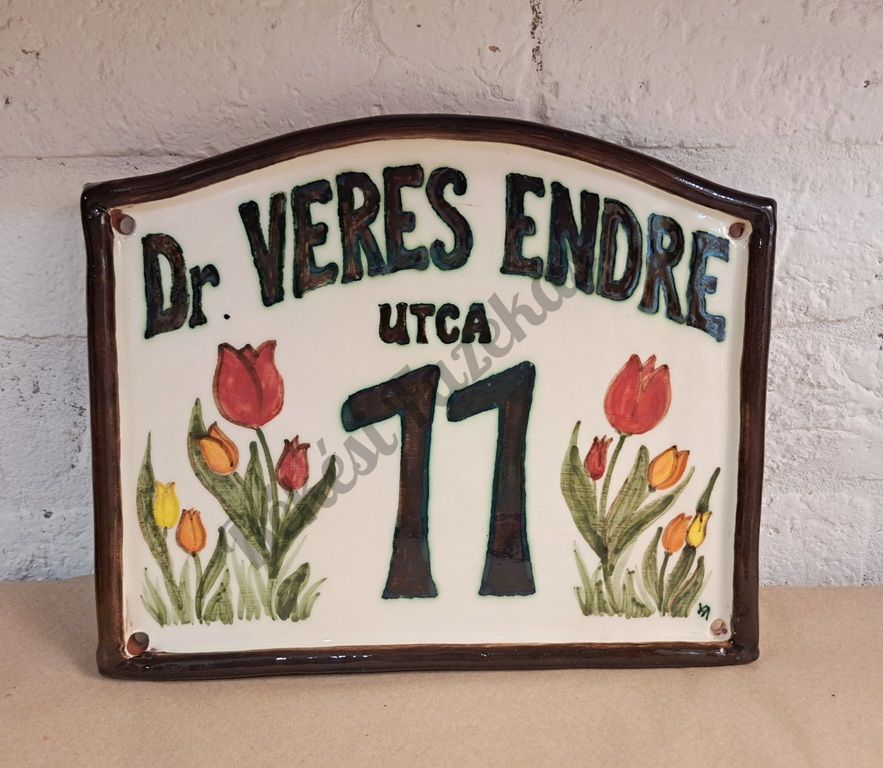 Dr. VERES ENDRE
UTCA
11